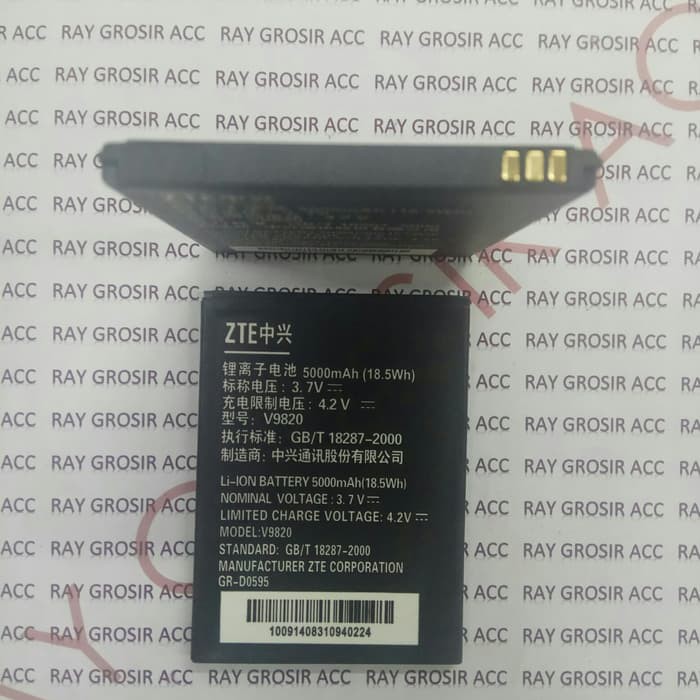 RAY GROSIR ACC
ZTE中兴
锂离子电池 5000mAh (18.5Wh)
标称电压: 3.7V
充电限制电压: 4.2V
型号: V9820
执行标准: GB/T 18287-2000
制造商: 中兴通讯股份有限公司
Li-ION BATTERY 5000mAh(18.5Wh)
NOMINAL VOLTAGE: 3.7V
LIMITED CHARGE VOLTAGE: 4.2V
MODEL:V9820
STANDARD: GB/T 18287-2000
MANUFACTURER ZTE CORPORATION
GR-D0595
10091408310940224